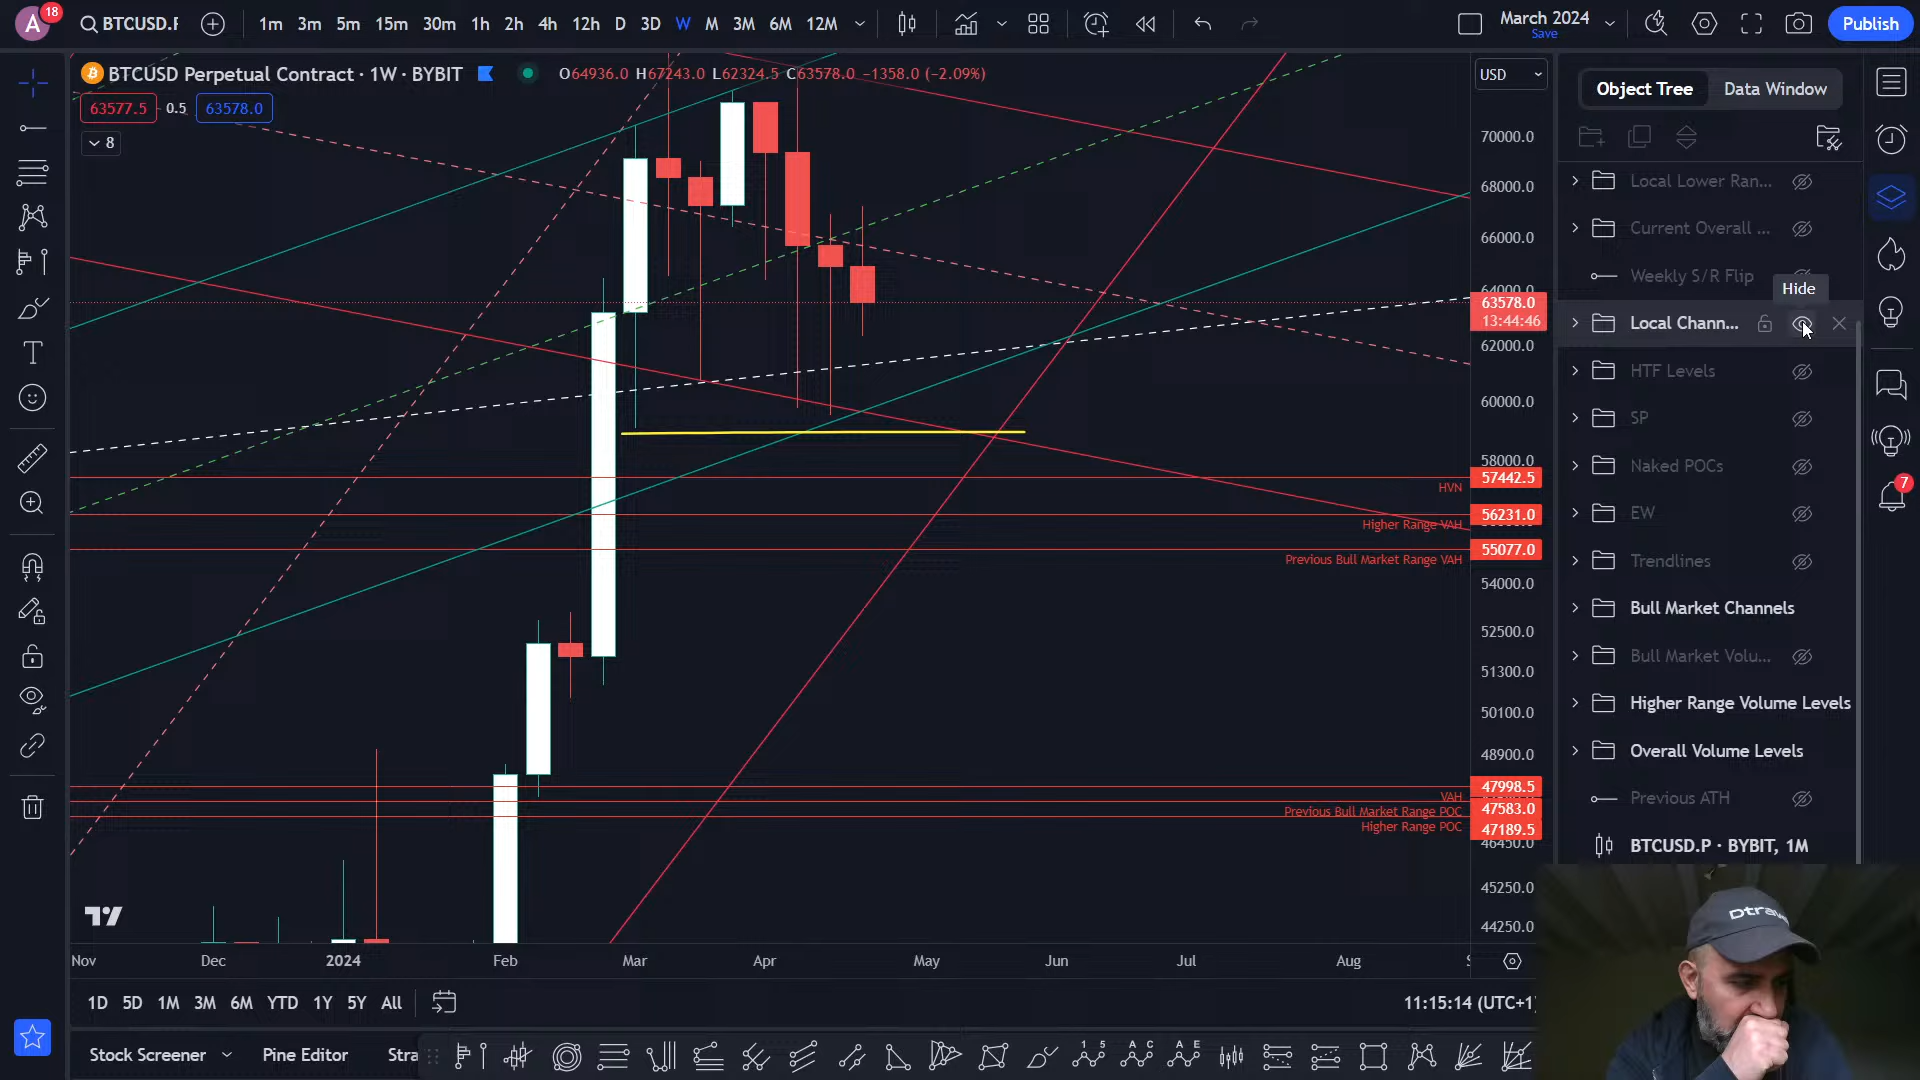 A
18
BTCUSD.P
1m 3m 5m 15m 30m 1h 2h 4h 12h D 3D W M 3M 6M 12M
March 2024
Save
Publish
BTCUSD Perpetual Contract · 1W · BYBIT
O64936.0 H67243.0 L62324.5 C63578.0 −1358.0 (−2.09%)
63577.5 0.5 63578.0
8
USD
70000.0
68000.0
66000.0
64000.0
63578.0
13:44:46
62000.0
60000.0
58000.0
57442.5
HVN
56231.0
Higher Range VAH
55077.0
Previous Bull Market Range VAH
54000.0
52500.0
51300.0
50100.0
48900.0
47998.5
VAH
47583.0
Previous Bull Market Range POC
47189.5
Higher Range POC
46450.0
45250.0
44250.0
Nov Dec 2024 Feb Mar Apr May Jun Jul Aug
1D 5D 1M 3M 6M YTD 1Y 5Y All
11:15:14 (UTC+1)
Stock Screener Pine Editor Stra
1 5
A C
A E
Object Tree Data Window
Local Lower Ran...
Current Overall ...
Weekly S/R Flip
Hide
Local Chann...
HTF Levels
SP
Naked POCs
EW
Trendlines
Bull Market Channels
Bull Market Volu...
Higher Range Volume Levels
Overall Volume Levels
Previous ATH
BTCUSD.P · BYBIT, 1M
7